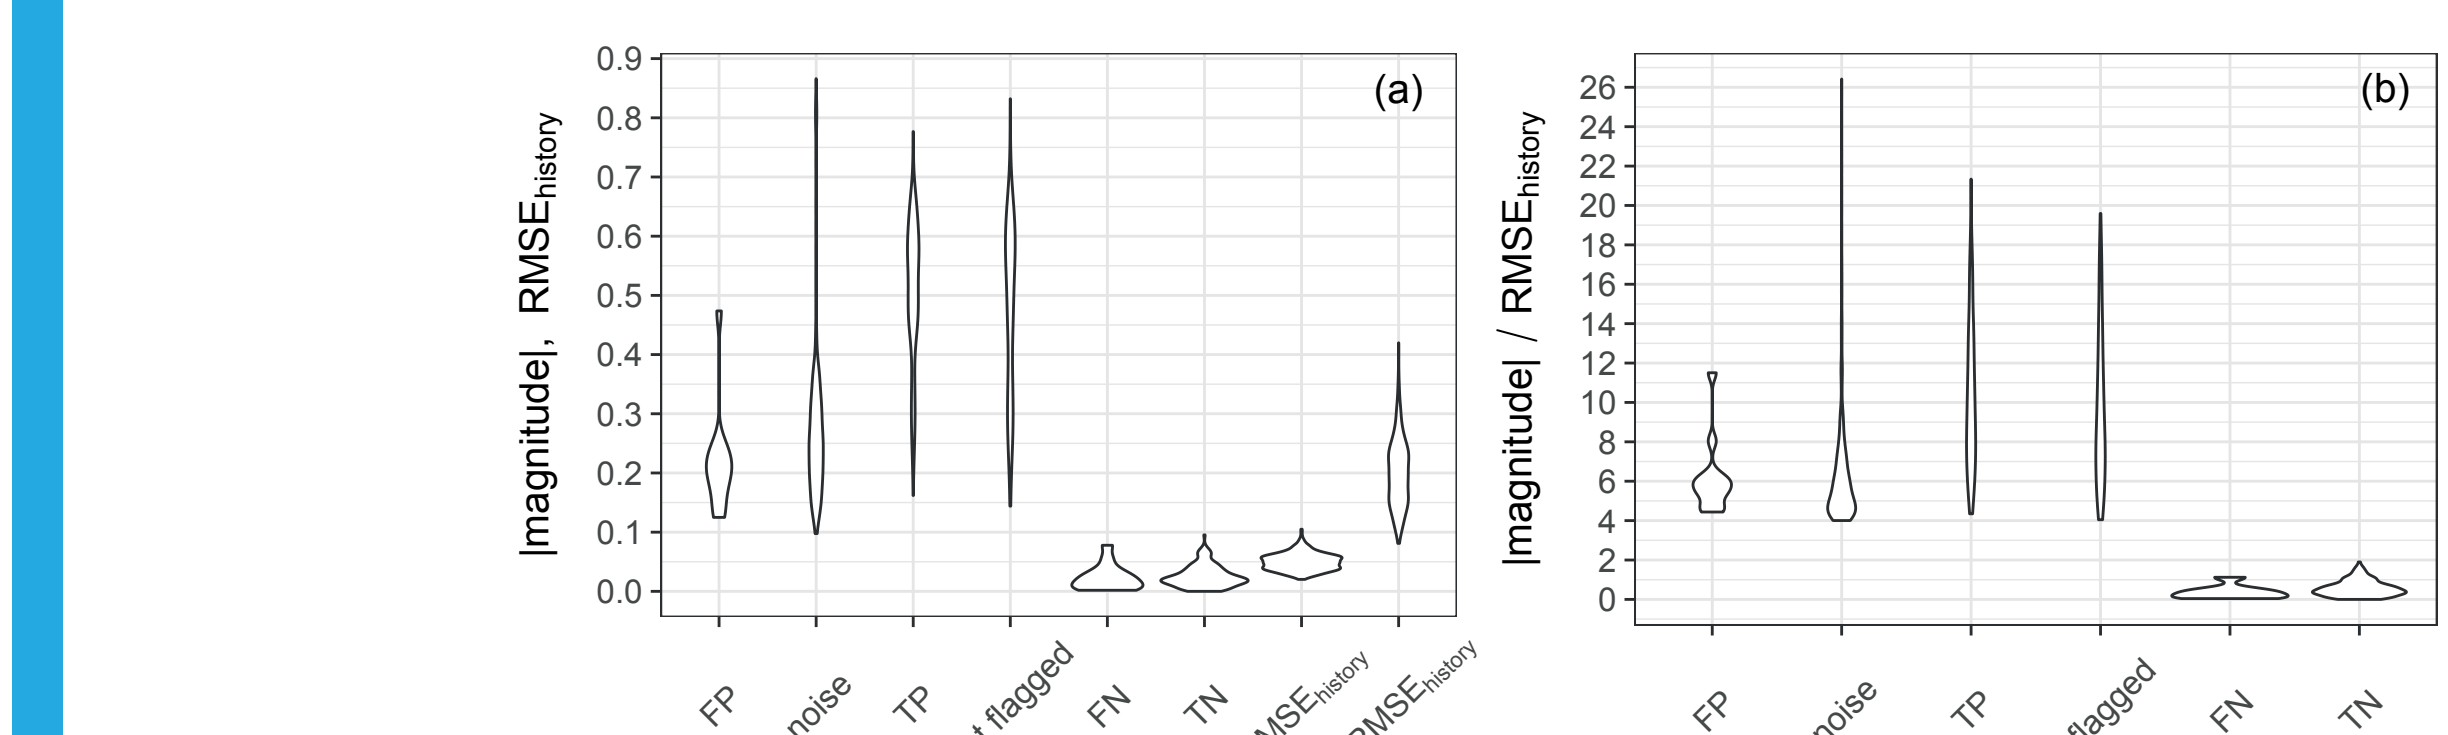 (a)
|magnitude|, RMSEhistory
0.9
0.8
0.7
0.6
0.5
0.4
0.3
0.2
0.1
0.0
FP
noise
TP
flagged
FN
TN
MSEhistory
RMSEhistory
(b)
|magnitude| / RMSEhistory
26
24
22
20
18
16
14
12
10
8
6
4
2
0
FP
noise
TP
flagged
FN
TN